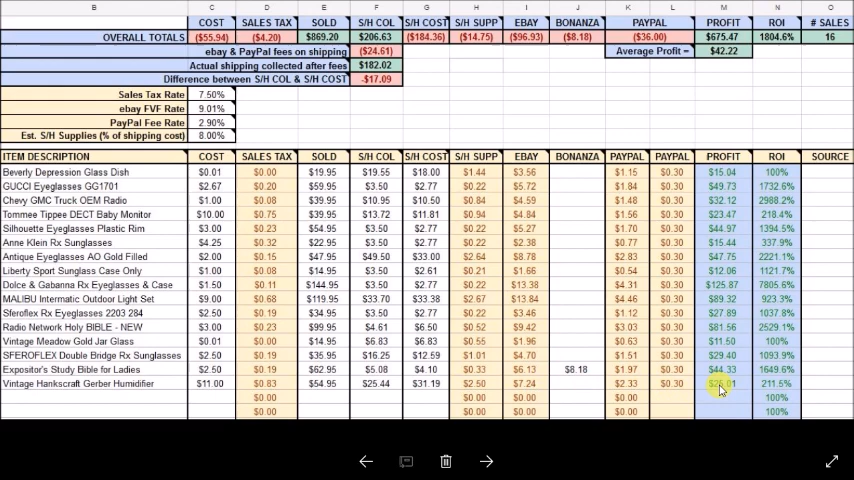 B C D E F G H I J K L M N O
COST SALES TAX SOLD S/H COL S/H COST S/H SUPP EBAY BONANZA PAYPAL PROFIT ROI # SALES
OVERALL TOTALS ($55.94) ($4.20) $869.20 $206.63 ($184.36) ($14.75) ($96.93) ($8.18) ($36.00) $675.47 1804.6% 16
ebay & PayPal fees on shipping ($24.61) Average Profit = $42.22
Actual shipping collected after fees $182.02
Difference between S/H COL & S/H COST -$17.09
Sales Tax Rate 7.50%
ebay FVF Rate 9.01%
PayPal Fee Rate 2.90%
Est. S/H Supplies (% of shipping cost) 8.00%
ITEM DESCRIPTION COST SALES TAX SOLD S/H COL S/H COST S/H SUPP EBAY BONANZA PAYPAL PAYPAL PROFIT ROI SOURCE
Beverly Depression Glass Dish $0.01 $0.00 $19.95 $19.55 $18.00 $1.44 $3.56 $1.15 $0.30 $15.04 100%
GUCCI Eyeglasses GG1701 $2.67 $0.20 $59.95 $3.50 $2.77 $0.22 $5.72 $1.84 $0.30 $49.73 1732.6%
Chevy GMC Truck OEM Radio $1.00 $0.08 $39.95 $10.95 $10.50 $0.84 $4.59 $1.48 $0.30 $32.12 2988.2%
Tommee Tippee DECT Baby Monitor $10.00 $0.75 $39.95 $13.72 $11.81 $0.94 $4.84 $1.56 $0.30 $23.47 218.4%
Silhouette Eyeglasses Plastic Rim $3.00 $0.23 $54.95 $3.50 $2.77 $0.22 $5.27 $1.70 $0.30 $44.97 1394.5%
Anne Klein Rx Sunglasses $4.25 $0.32 $22.95 $3.50 $2.77 $0.22 $2.38 $0.77 $0.30 $15.44 337.9%
Antique Eyeglasses AO Gold Filled $2.00 $0.15 $47.95 $49.50 $33.00 $2.64 $8.78 $2.83 $0.30 $47.75 2221.1%
Liberty Sport Sunglass Case Only $1.00 $0.08 $14.95 $3.50 $2.61 $0.21 $1.66 $0.54 $0.30 $12.06 1121.7%
Dolce & Gabbana Rx Eyeglasses & Case $1.50 $0.11 $144.95 $3.50 $2.77 $0.22 $13.38 $4.31 $0.30 $125.87 7805.6%
MALIBU Intermatic Outdoor Light Set $9.00 $0.68 $119.95 $33.70 $33.38 $2.67 $13.84 $4.46 $0.30 $89.32 923.3%
Sferoflex Rx Eyeglasses 2203 284 $2.50 $0.19 $34.95 $3.50 $2.77 $0.22 $3.46 $1.12 $0.30 $27.89 1037.8%
Radio Network Holy BIBLE - NEW $3.00 $0.23 $99.95 $4.61 $6.50 $0.52 $9.42 $3.03 $0.30 $81.56 2529.1%
Vintage Meadow Gold Jar Glass $0.01 $0.00 $14.95 $6.83 $6.83 $0.55 $1.96 $0.63 $0.30 $11.50 100%
SFEROFLEX Double Bridge Rx Sunglasses $2.50 $0.19 $35.95 $16.25 $12.59 $1.01 $4.70 $1.51 $0.30 $29.40 1093.9%
Expositor's Study Bible for Ladies $2.50 $0.19 $62.95 $5.08 $4.10 $0.33 $6.13 $8.18 $1.97 $0.30 $44.33 1649.6%
Vintage Hankscraft Gerber Humidifier $11.00 $0.83 $54.95 $25.44 $31.19 $2.50 $7.24 $2.33 $0.30 211.5%
$0.00 $0.00 $0.00 $0.00 100%
$0.00 $0.00 $0.00 $0.00 100%